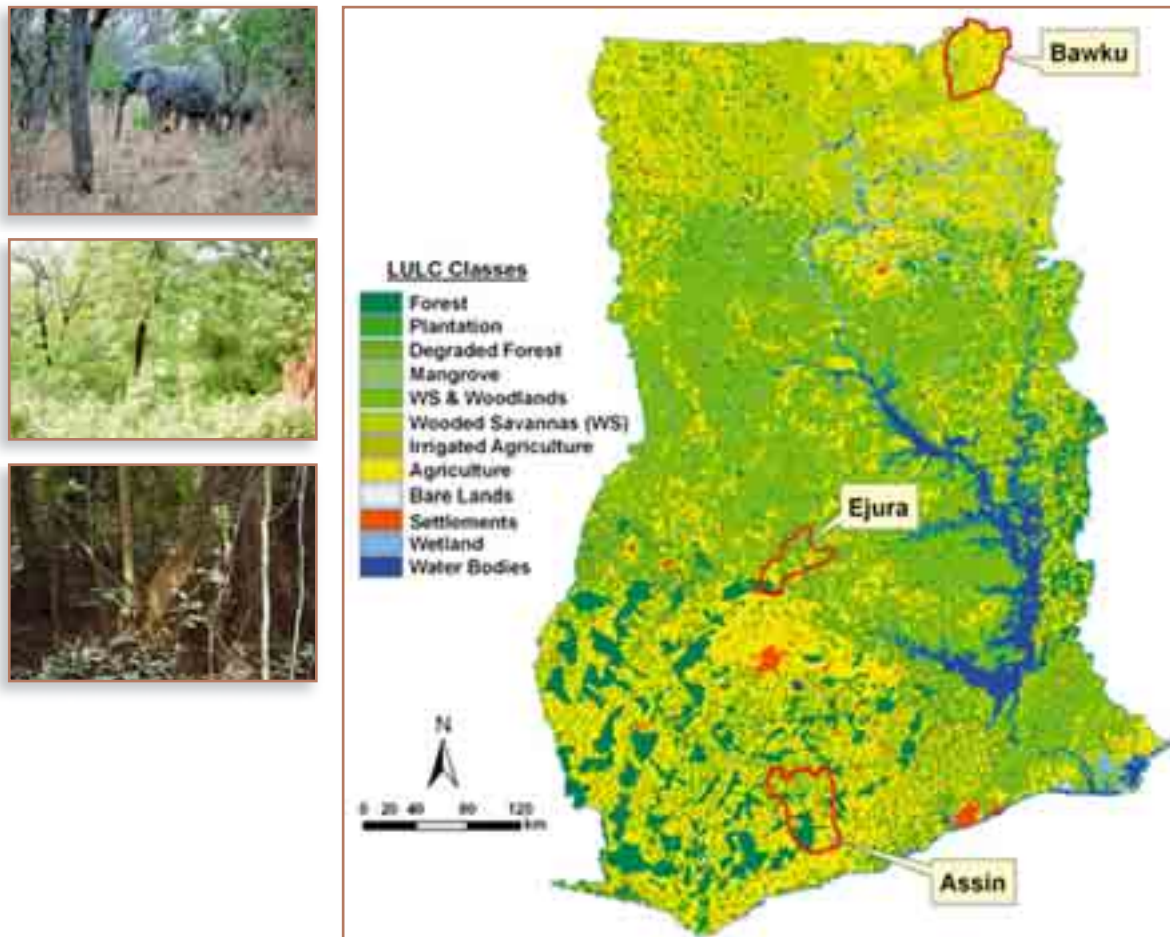 Bawku
LULC Classes
Forest
Plantation
Degraded Forest
Mangrove
WS & Woodlands
Wooded Savannas (WS)
Irrigated Agriculture
Agriculture
Bare Lands
Settlements
Wetland
Water Bodies
Ejura
N
0 20 40 80 120
km
Assin